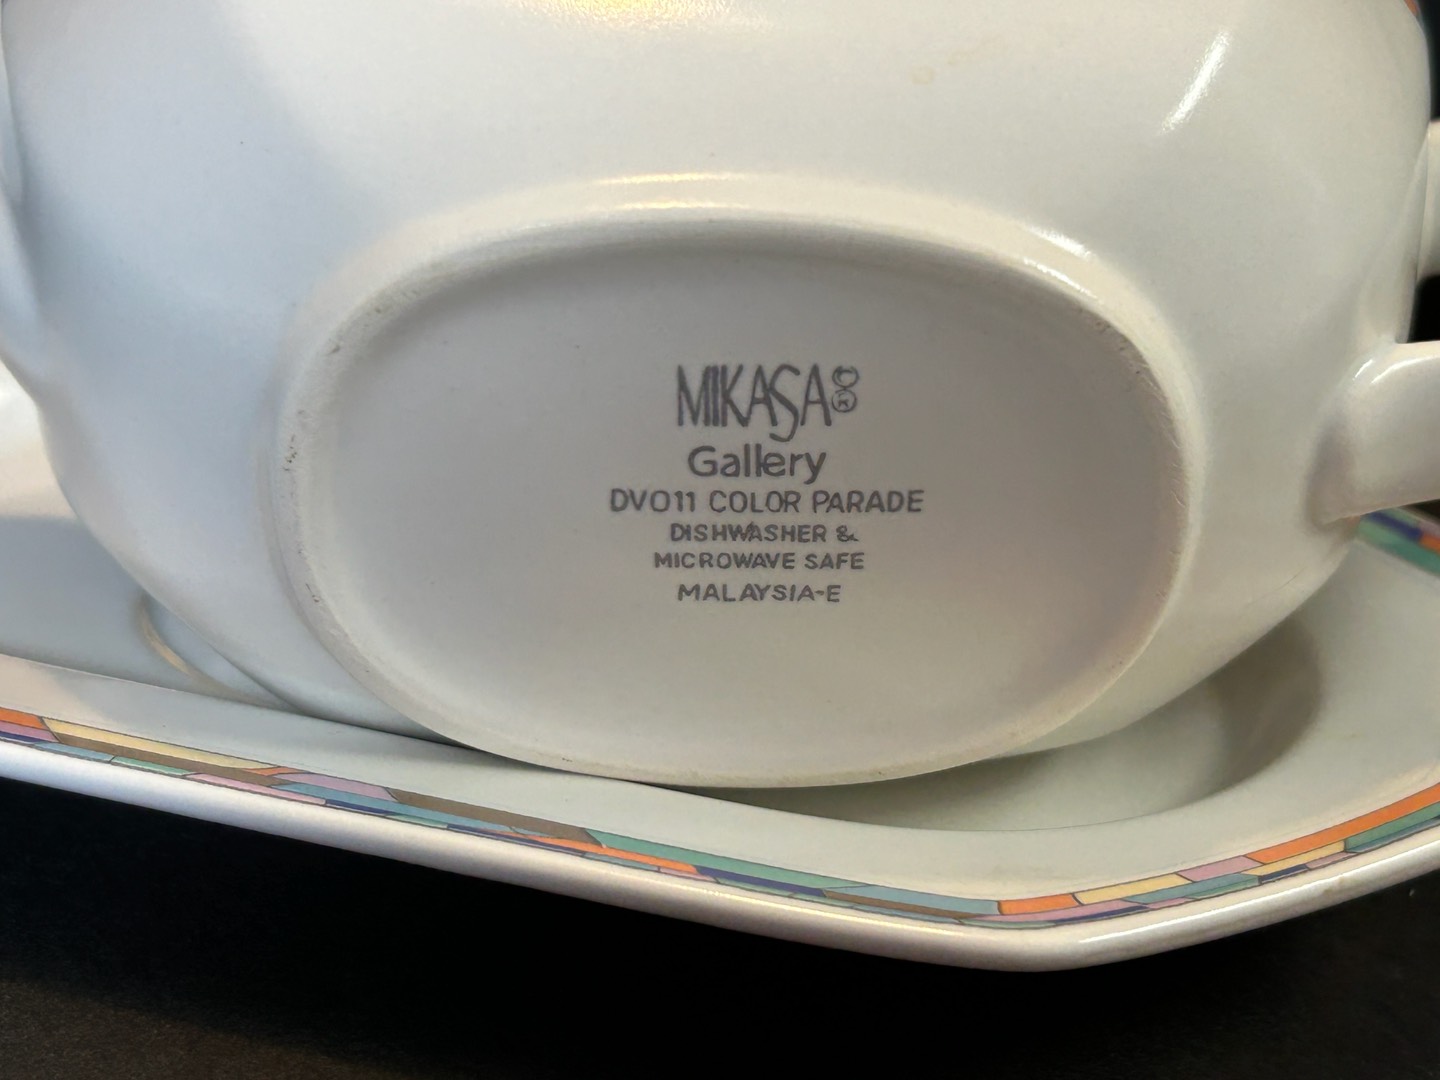 MIKASA
Gallery
DV011 COLOR PARADE
DISHWASHER &
MICROWAVE SAFE
MALAYSIA-E